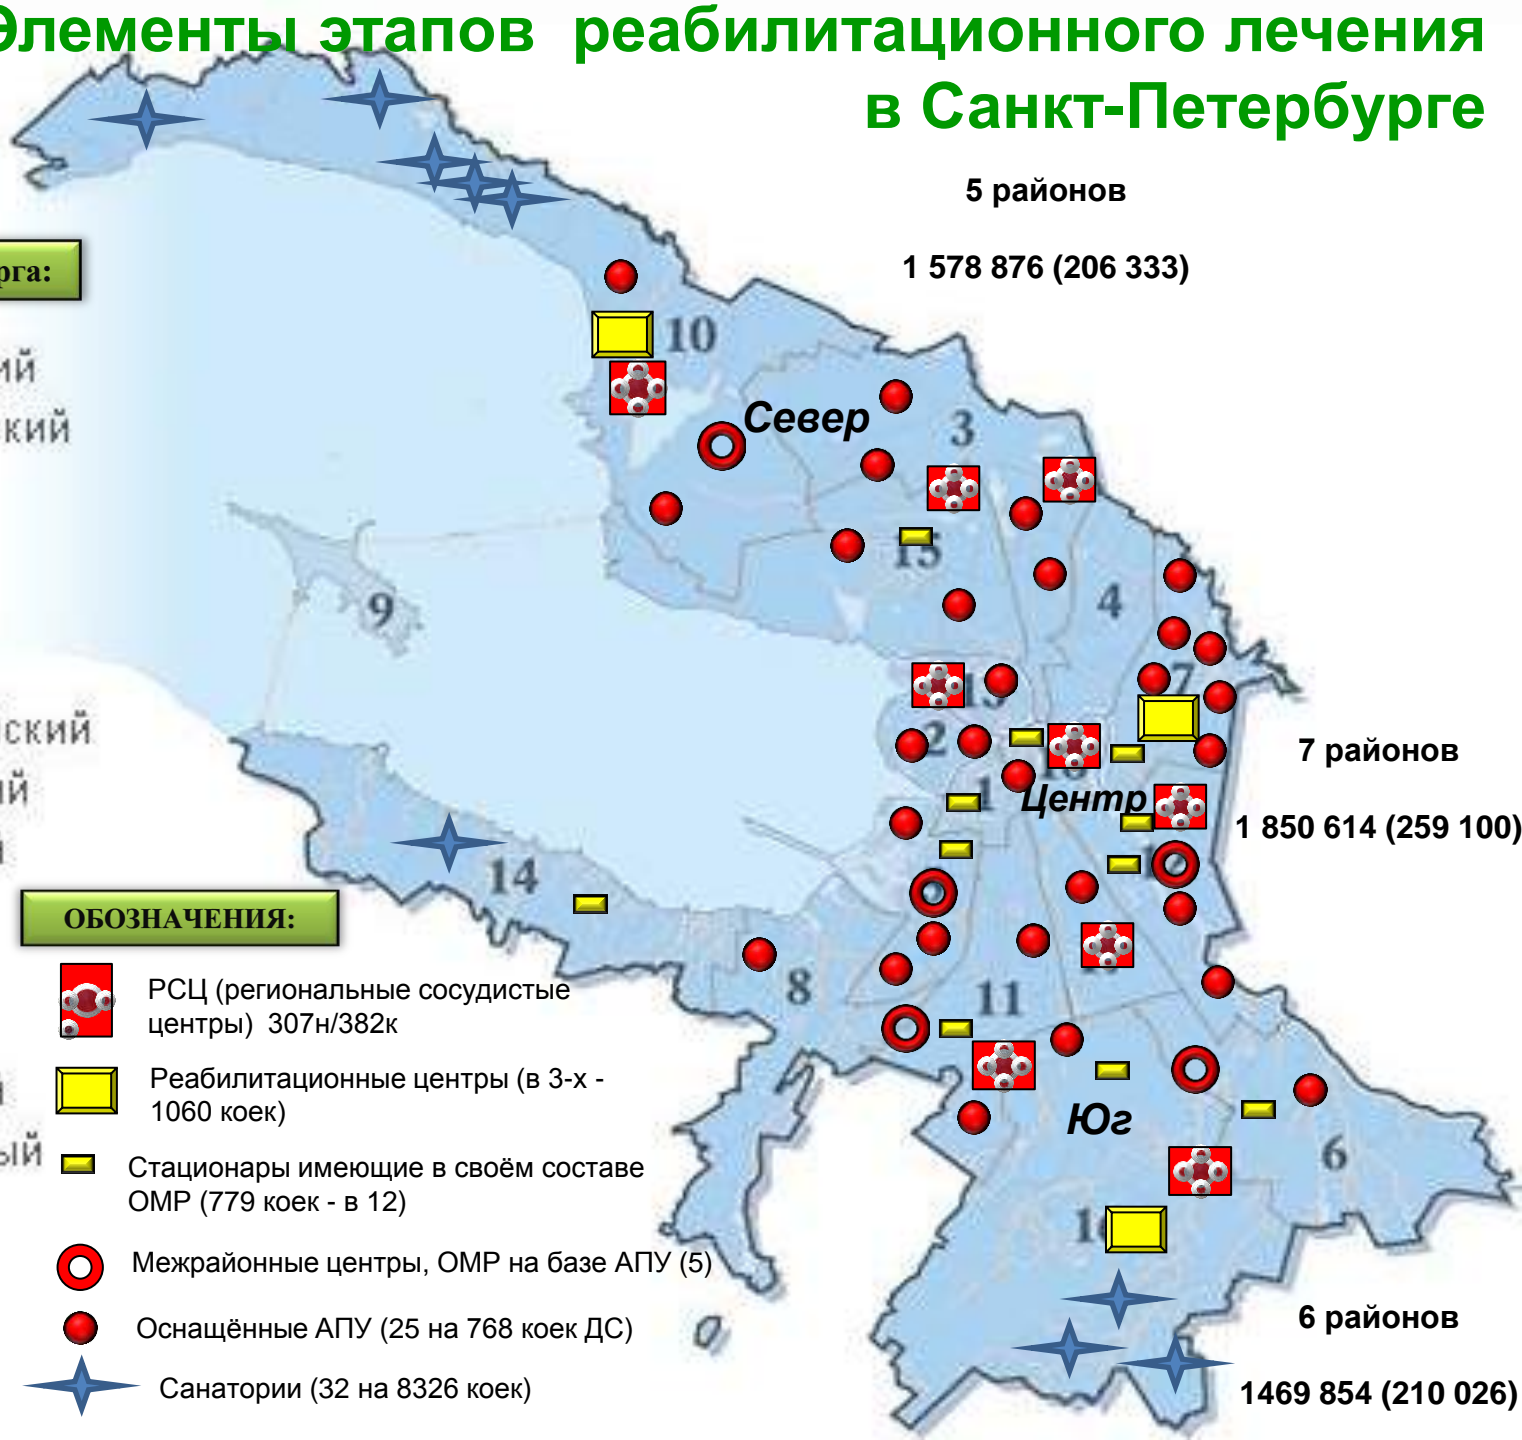 Элементы этапов реабилитационного лечения
в Санкт-Петербурге
5 районов
1 578 876 (206 333)
10
Север
3
15
9
4
7
2
1
Центр
7 районов
1 850 614 (259 100)
14
8
11
Юг
6
6 районов
1469 854 (210 026)
ОБОЗНАЧЕНИЯ:
РСЦ (региональные сосудистые
центры) 307н/382к
Реабилитационные центры (в 3-х -
1060 коек)
Стационары имеющие в своём составе
ОМР (779 коек - в 12)
Межрайонные центры, ОМР на базе АПУ (5)
Оснащённые АПУ (25 на 768 коек ДС)
Санатории (32 на 8326 коек)